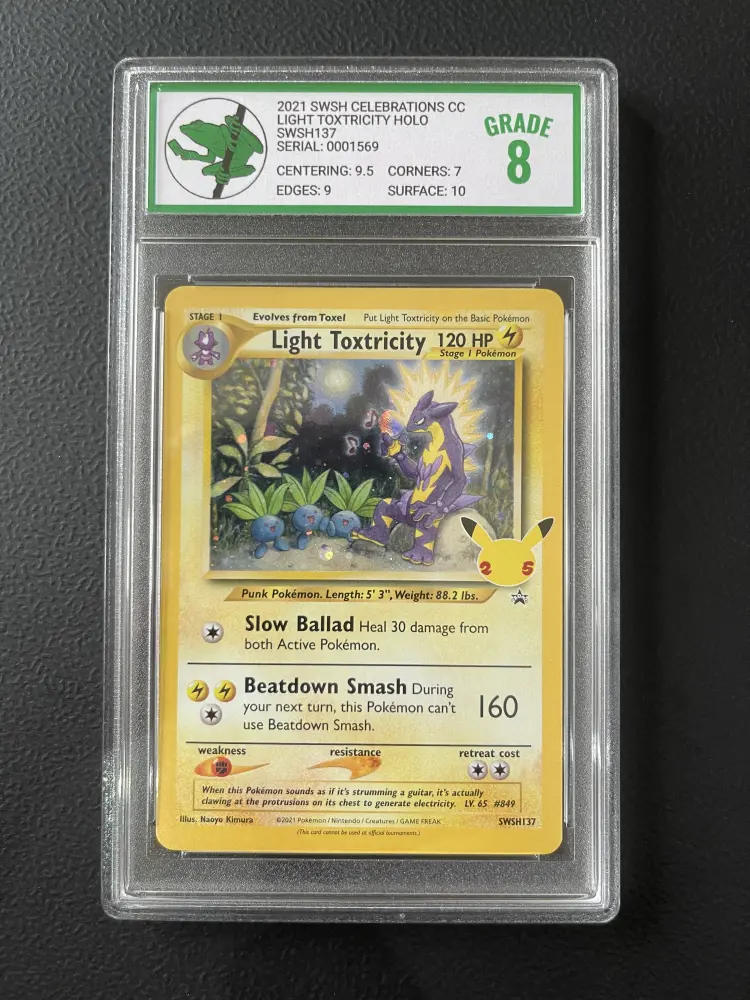 2021 SWSH CELEBRATIONS CC
LIGHT TOXTRICITY HOLO
SWSH137
SERIAL: 0001569
CENTERING: 9.5 CORNERS: 7
EDGES: 9 SURFACE: 10
GRADE
8
STAGE 1 Evolves from Toxel Put Light Toxtricity on the Basic Pokémon
Light Toxtricity 120 HP
Stage 1 Pokémon
25
Punk Pokémon. Length: 5' 3", Weight: 88.2 lbs.
Slow Ballad Heal 30 damage from
both Active Pokémon.
Beatdown Smash During
your next turn, this Pokémon can't
use Beatdown Smash.
160
weakness resistance retreat cost
When this Pokémon sounds as if it's strumming a guitar, it's actually
clawing at the protrusions on its chest to generate electricity. LV. 65 #849
Illus. Naoyo Kimura ©2021 Pokémon / Nintendo / Creatures / GAME FREAK SWSH137
(This card cannot be used at official tournaments.)